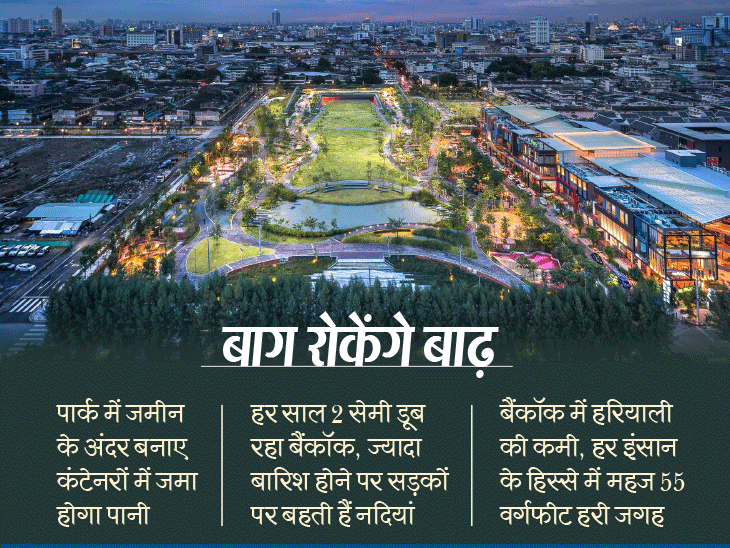 बाग रोकेंगे बाढ़
पार्क में जमीन
के अंदर बनाए
कंटेनरों में जमा
होगा पानी
हर साल 2 सेमी डूब
रहा बैंकॉक, ज्यादा
बारिश होने पर सड़कों
पर बहती हैं नदियां
बैंकॉक में हरियाली
की कमी, हर इंसान
के हिस्से में महज 55
वर्गफीट हरी जगह